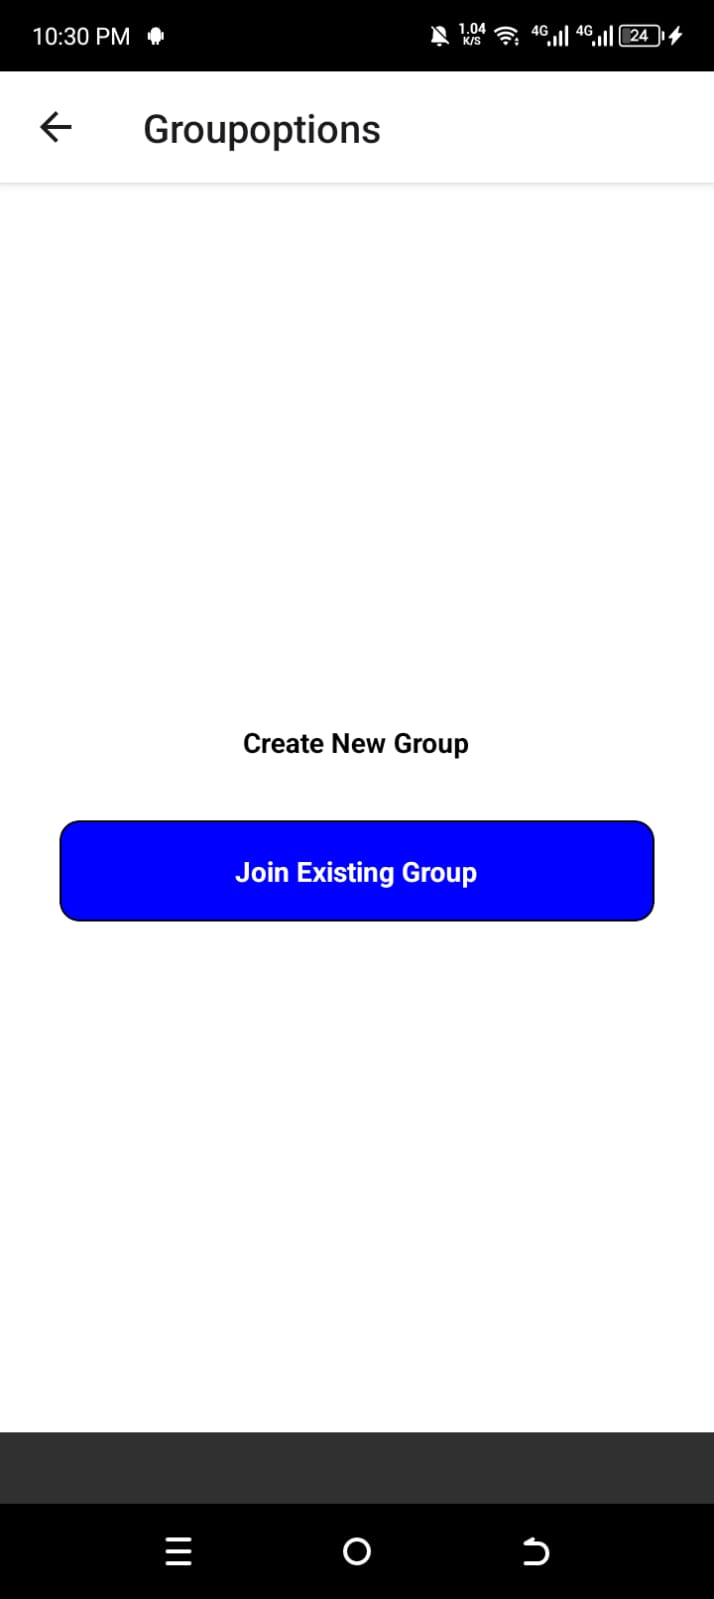 10:30 PM 1.04 K/S 4G 4G 24
Groupoptions
Create New Group
Join Existing Group